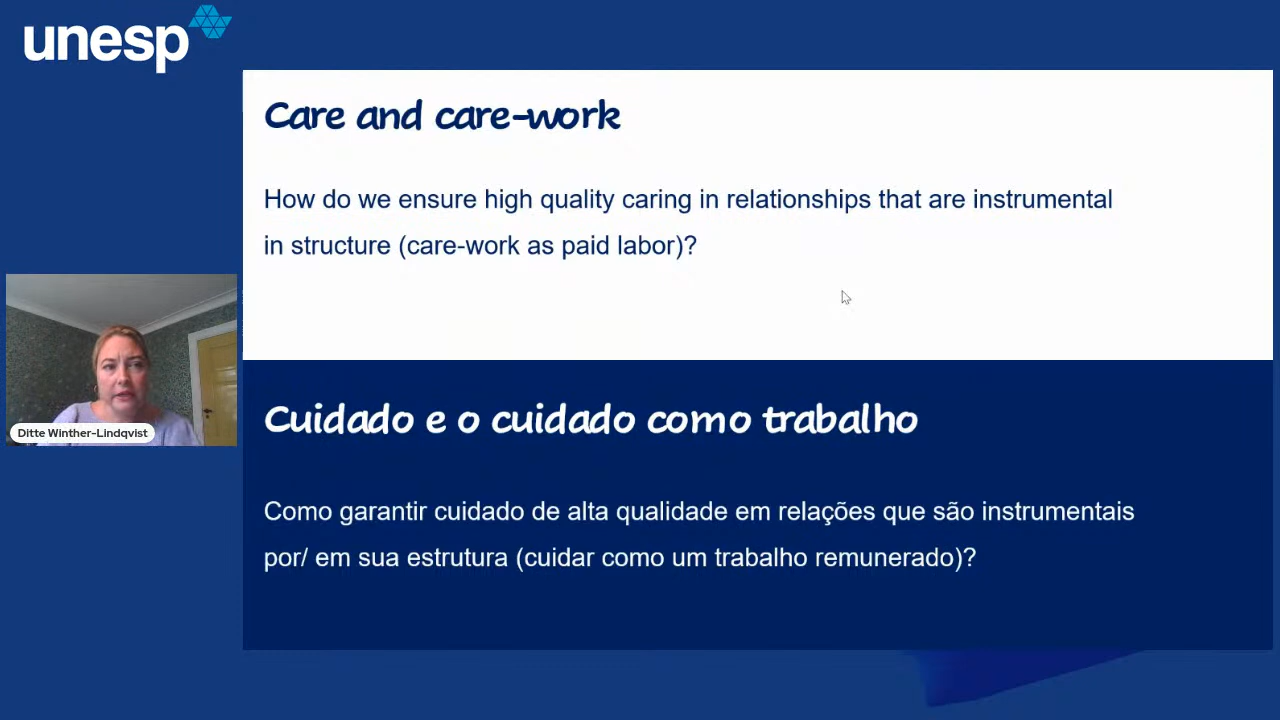 unesp
Care and care-work
How do we ensure high quality caring in relationships that are instrumental
in structure (care-work as paid labor)?
Ditte Winther-Lindqvist
Cuidado e o cuidado como trabalho
Como garantir cuidado de alta qualidade em relações que são instrumentais
por/ em sua estrutura (cuidar como um trabalho remunerado)?